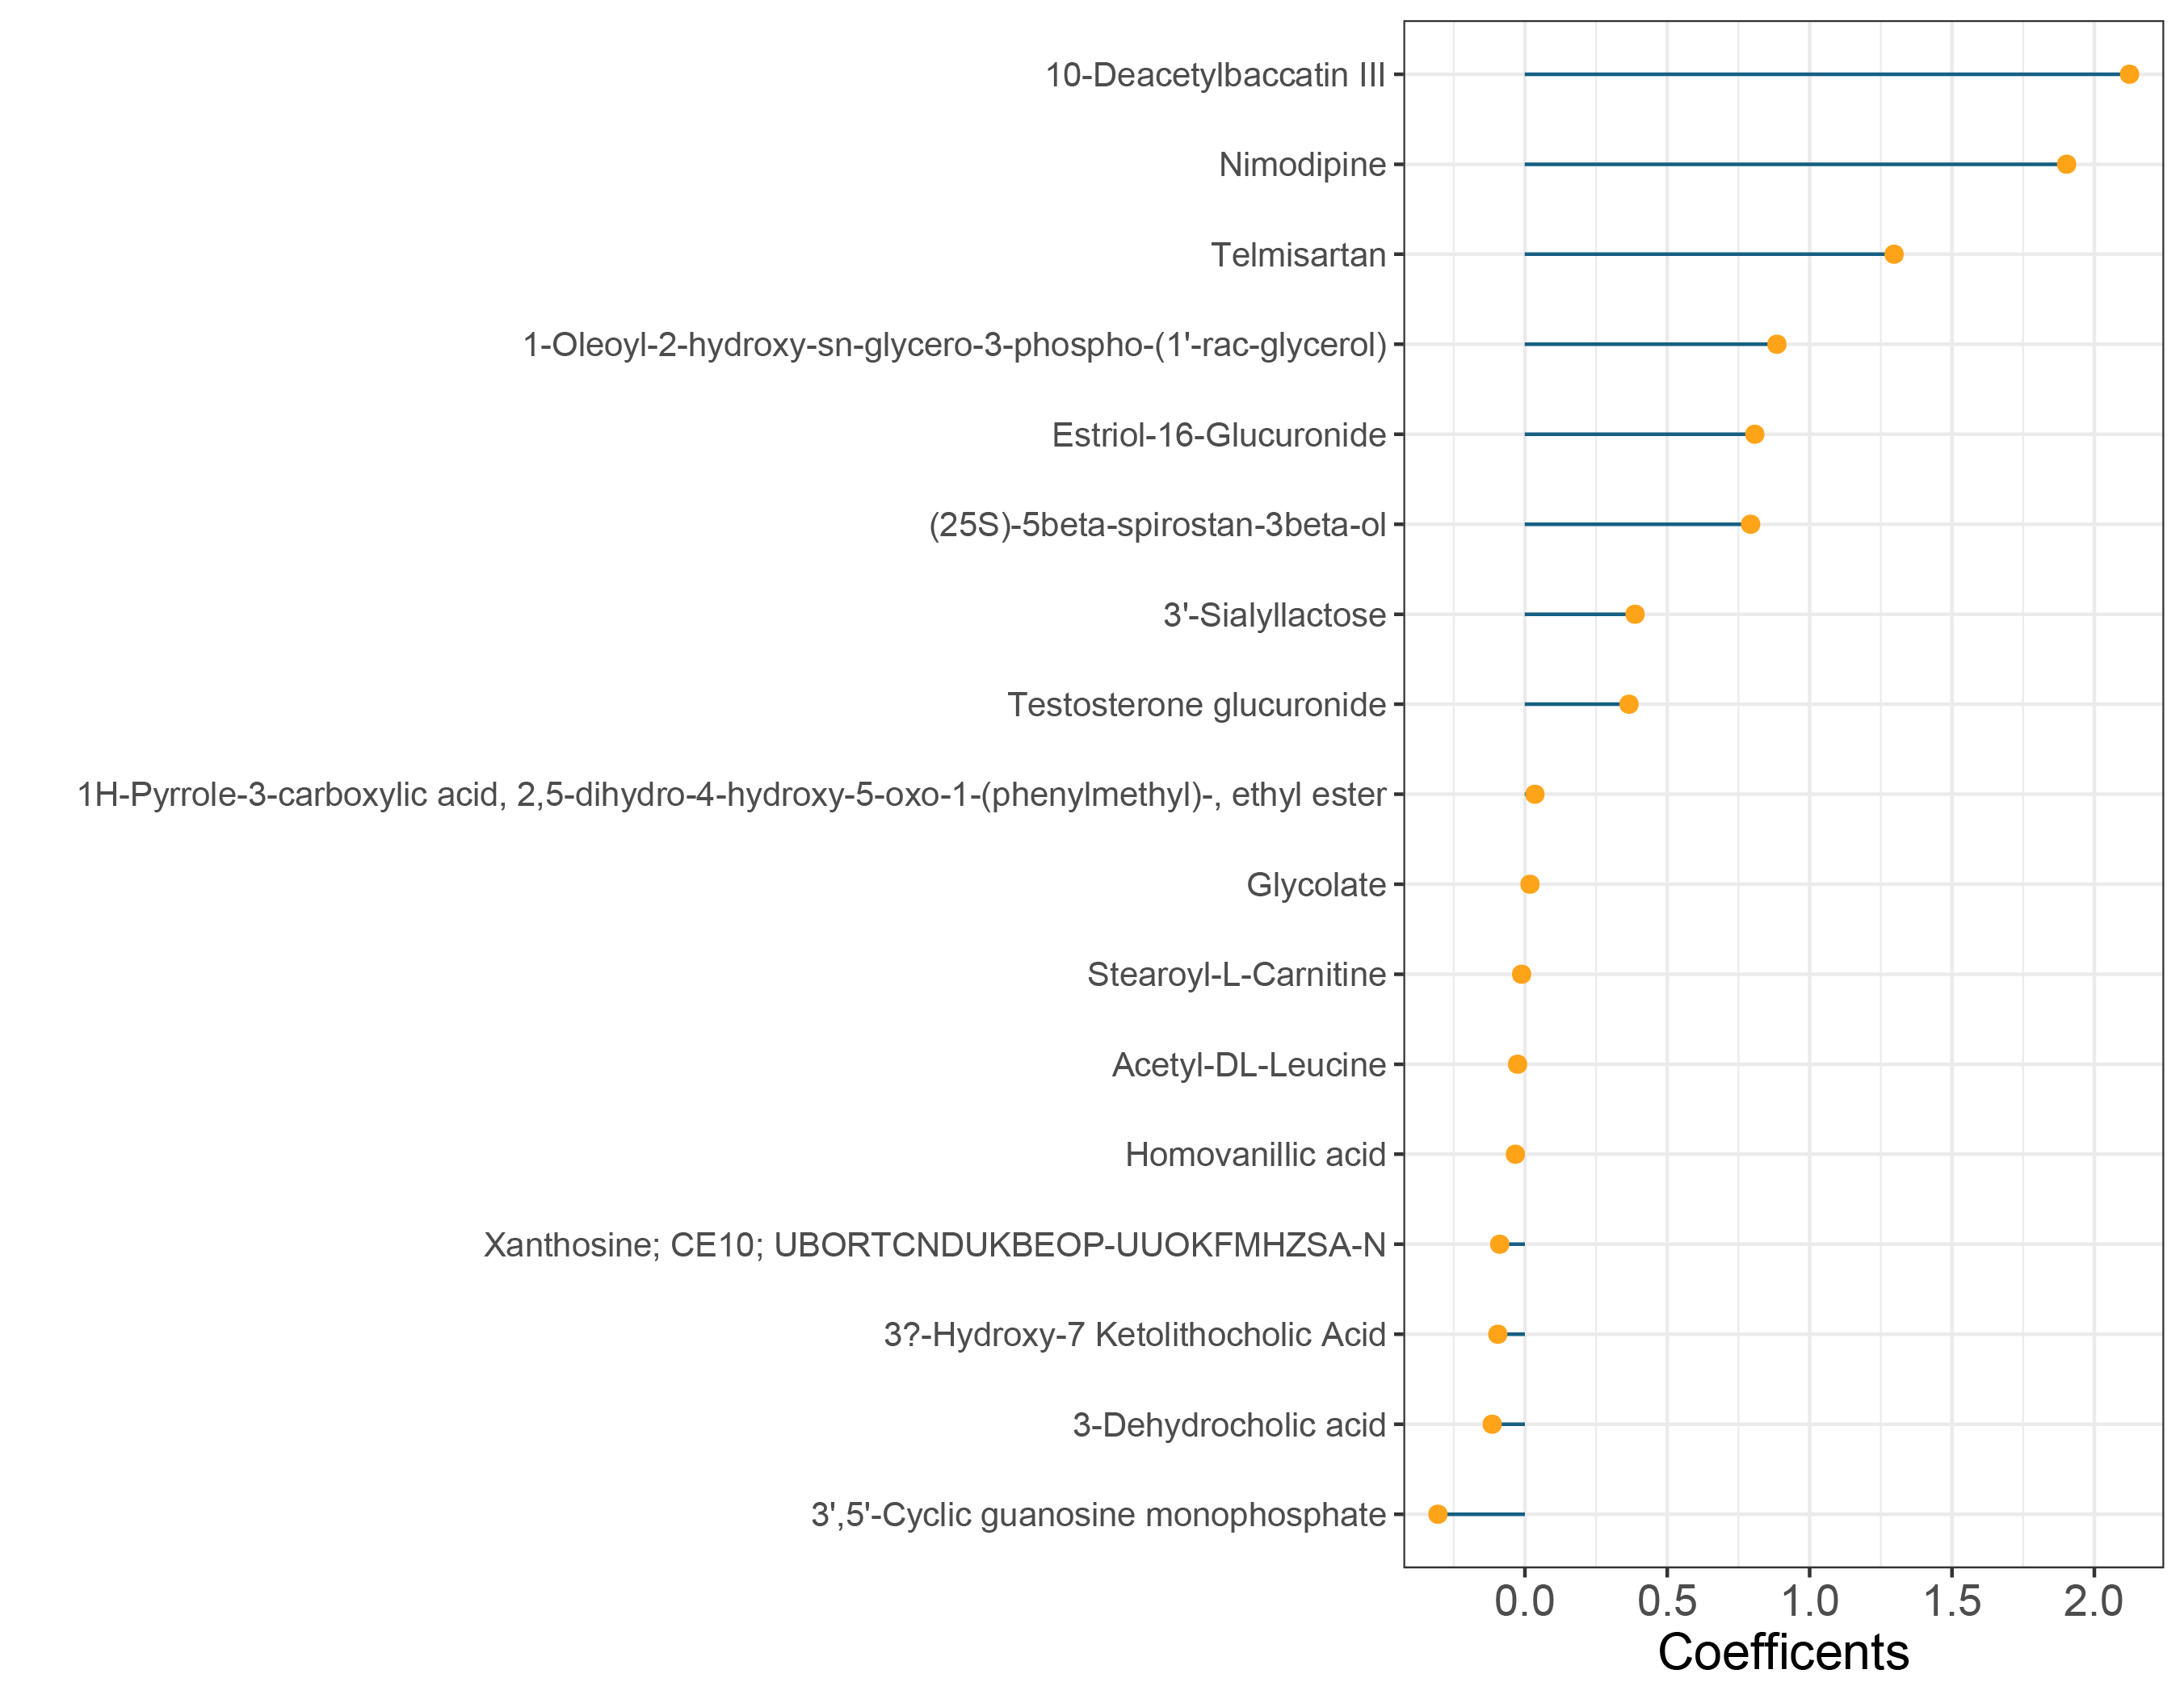 10-Deacetylbaccatin III
Nimodipine
Telmisartan
1-Oleoyl-2-hydroxy-sn-glycero-3-phospho-(1'-rac-glycerol)
Estriol-16-Glucuronide
(25S)-5beta-spirostan-3beta-ol
3'-Sialyllactose
Testosterone glucuronide
1H-Pyrrole-3-carboxylic acid, 2,5-dihydro-4-hydroxy-5-oxo-1-(phenylmethyl)-, ethyl ester
Glycolate
Stearoyl-L-Carnitine
Acetyl-DL-Leucine
Homovanillic acid
Xanthosine; CE10; UBORTCNDUKBEOP-UUOKFMHZSA-N
3?-Hydroxy-7 Ketolithocholic Acid
3-Dehydrocholic acid
3',5'-Cyclic guanosine monophosphate
0.0 0.5 1.0 1.5 2.0
Coefficents